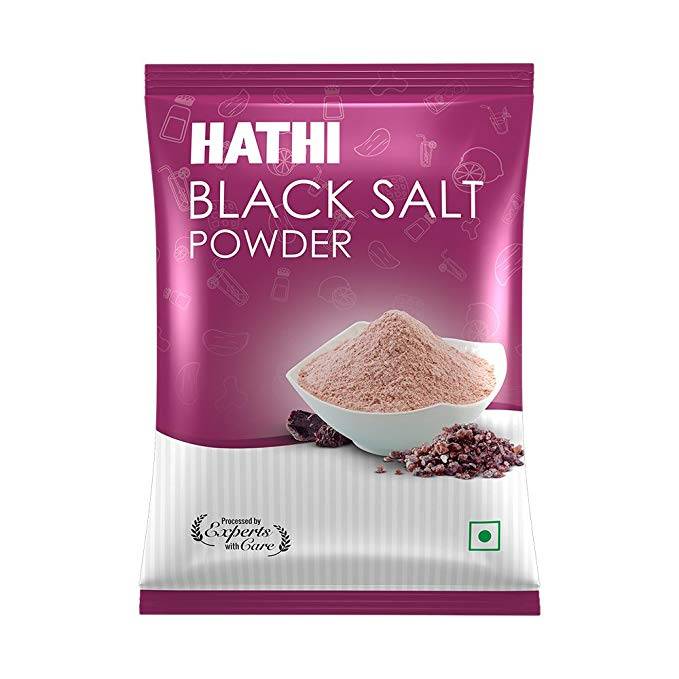 HATHI
BLACK SALT
POWDER
Processed by
Experts
with Care